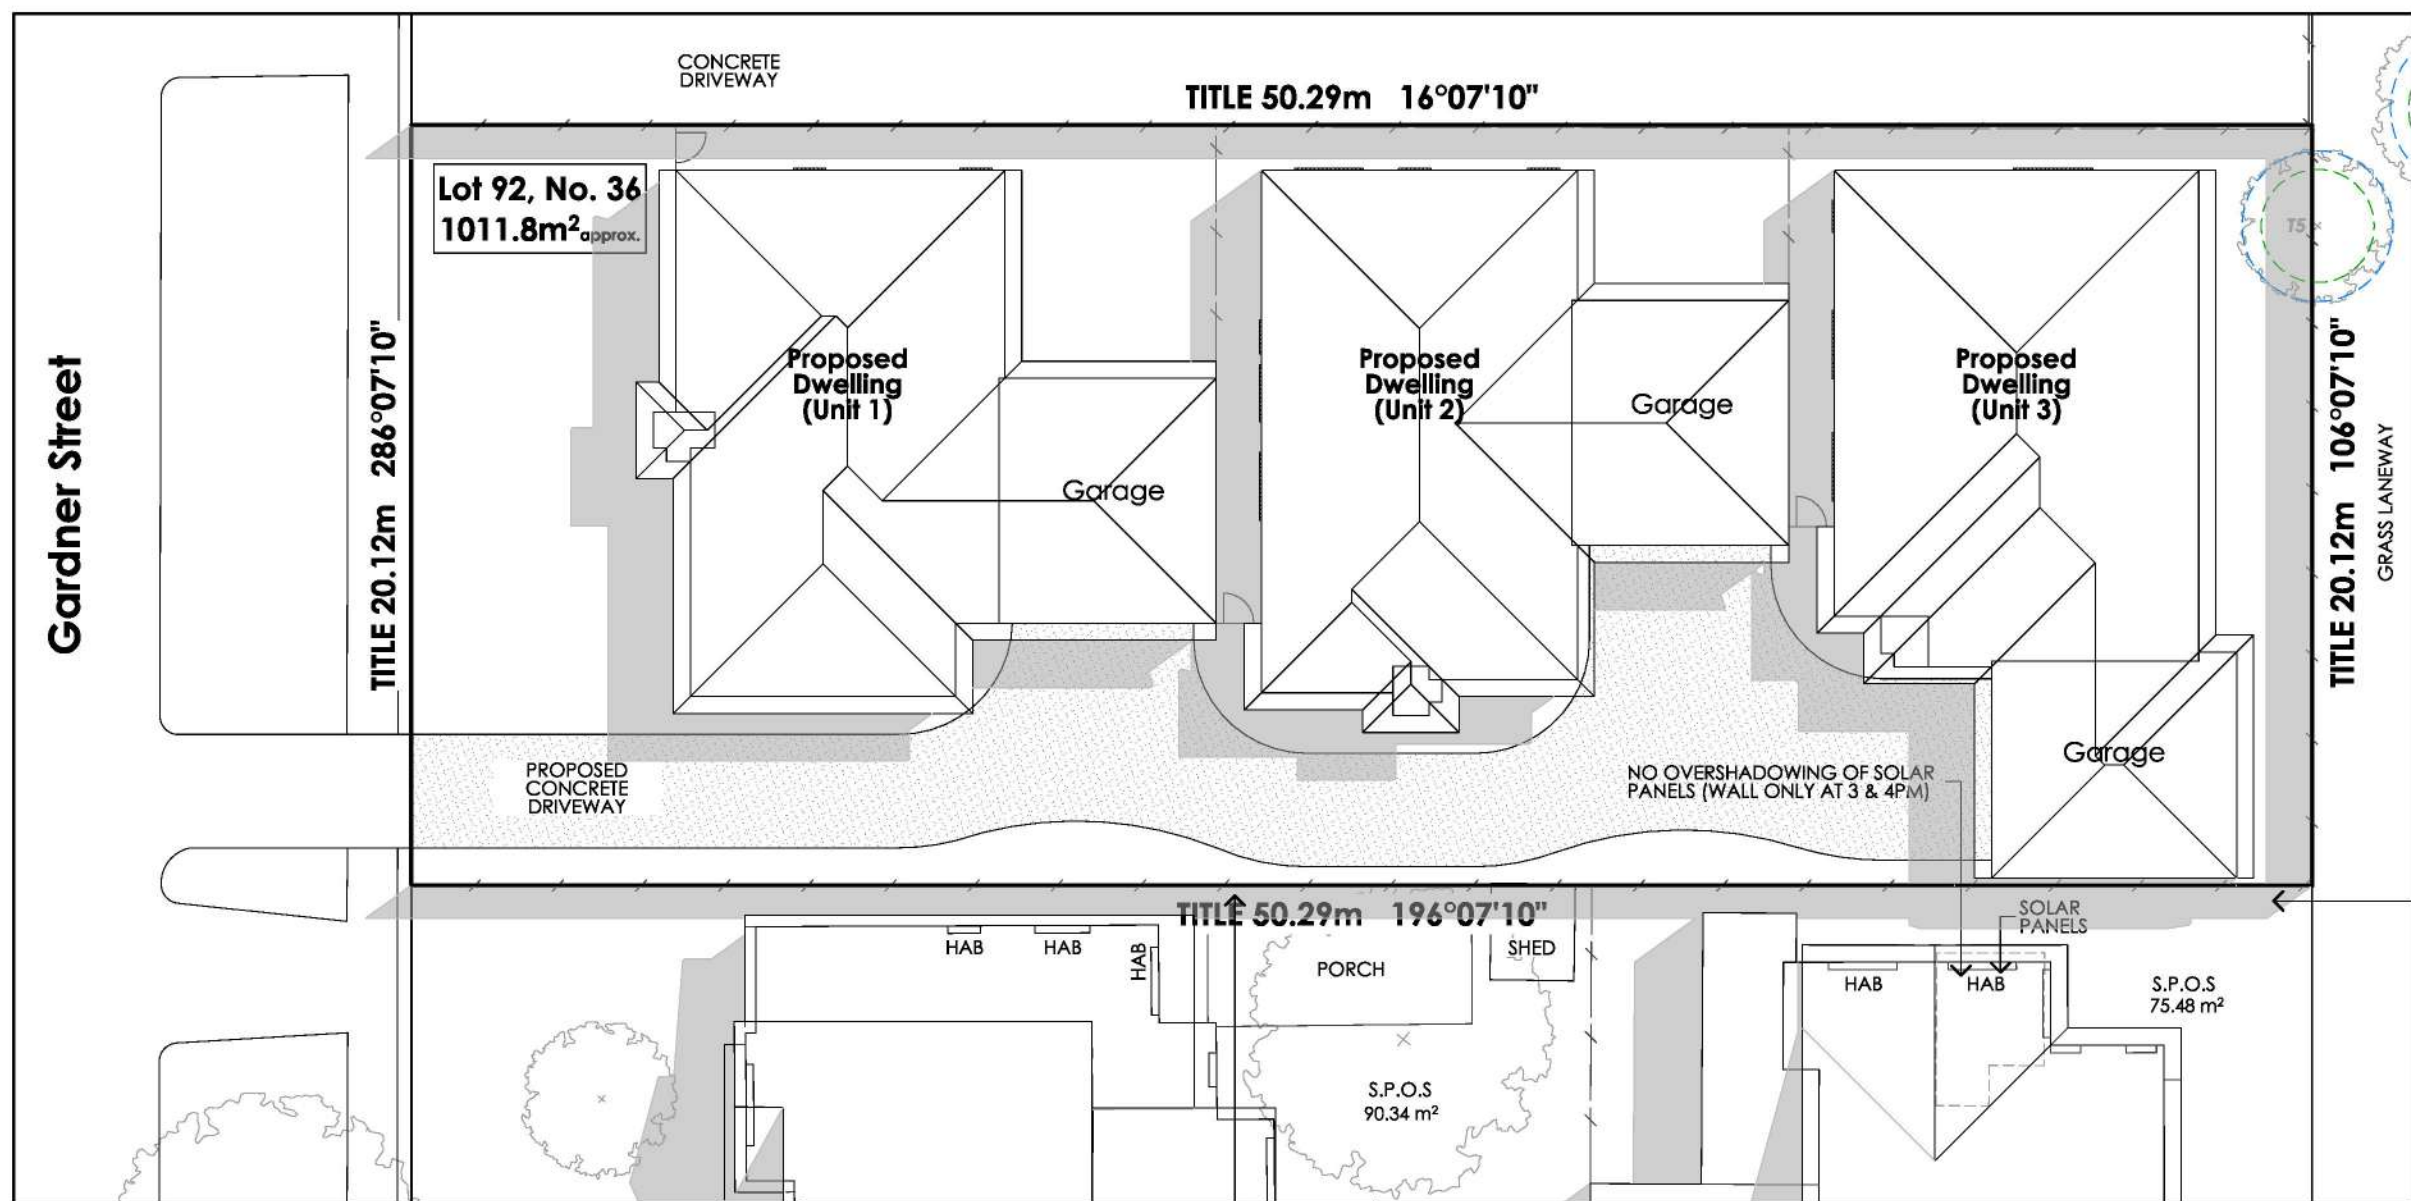 CONCRETE
DRIVEWAY
TITLE 50.29m 16°07'10"
Lot 92, No. 36
1011.8m² approx.
T5
Gardner Street
TITLE 20.12m 286°07'10"
Proposed
Dwelling
(Unit 1)
Garage
Proposed
Dwelling
(Unit 2)
Garage
Proposed
Dwelling
(Unit 3)
Garage
TITLE 20.12m 106°07'10"
GRASS LANEWAY
PROPOSED
CONCRETE
DRIVEWAY
NO OVERSHADOWING OF SOLAR
PANELS (WALL ONLY AT 3 & 4PM)
TITLE 50.29m 196°07'10"
SOLAR
PANELS
HAB
HAB
HAB
PORCH
SHED
HAB
HAB
S.P.O.S
75.48 m²
S.P.O.S
90.34 m²